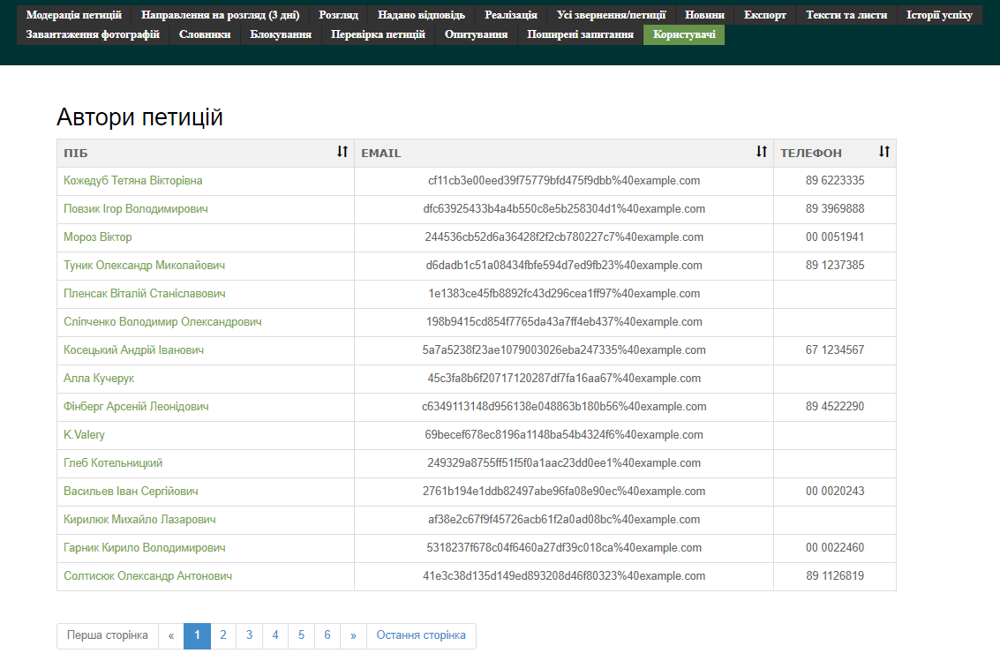 Модерація петицій Направлення на розгляд (3 дні) Розгляд Надано відповідь Реалізація Усі звернення/петиції Новини Експорт Тексти та листи Історії успіху
Завантаження фотографій Словники Блокування Перевірка петицій Опитування Поширені запитання Користувачі
Автори петицій
ПІБ EMAIL ТЕЛЕФОН
Кожедуб Тетяна Вікторівна cf11cb3e00eed39f75779bfd475f9dbb%40example.com 89 6223335
Повзик Ігор Володимирович dfc63925433b4a4b550c8e5b258304d1%40example.com 89 3969888
Мороз Віктор 244536cb52d6a36428f2f2cb780227c7%40example.com 00 0051941
Туник Олександр Миколайович d6dadb1c51a08434fbfe594d7ed9fb23%40example.com 89 1237385
Пленсак Віталій Станіславович 1e1383ce45fb8892fc43d296cea1ff97%40example.com
Сліпченко Володимир Олександрович 198b9415cd854f7765da43a7ff4eb437%40example.com
Косецький Андрій Іванович 5a7a5238f23ae1079003026eba247335%40example.com 67 1234567
Алла Кучерук 45c3fa8b6f20717120287df7fa16aa67%40example.com
Фінберг Арсеній Леонідович c6349113148d956138e048863b180b56%40example.com 89 4522290
K.Valery 69becef678ec8196a1148ba54b4324f6%40example.com
Глеб Котельницкий 249329a8755ff51f5f0a1aac23dd0ee1%40example.com
Васильев Іван Сергійович 2761b194e1ddb82497abe96fa08e90ec%40example.com 00 0020243
Кирилюк Михайло Лазарович af38e2c67f9f45726acb61f2a0ad08bc%40example.com
Гарник Кирило Володимирович 5318237f678c04f6460a27df39c018ca%40example.com 00 0022460
Солтисюк Олександр Антонович 41e3c38d135d149ed893208d46f80323%40example.com 89 1126819
Перша сторінка « 1 2 3 4 5 6 » Остання сторінка